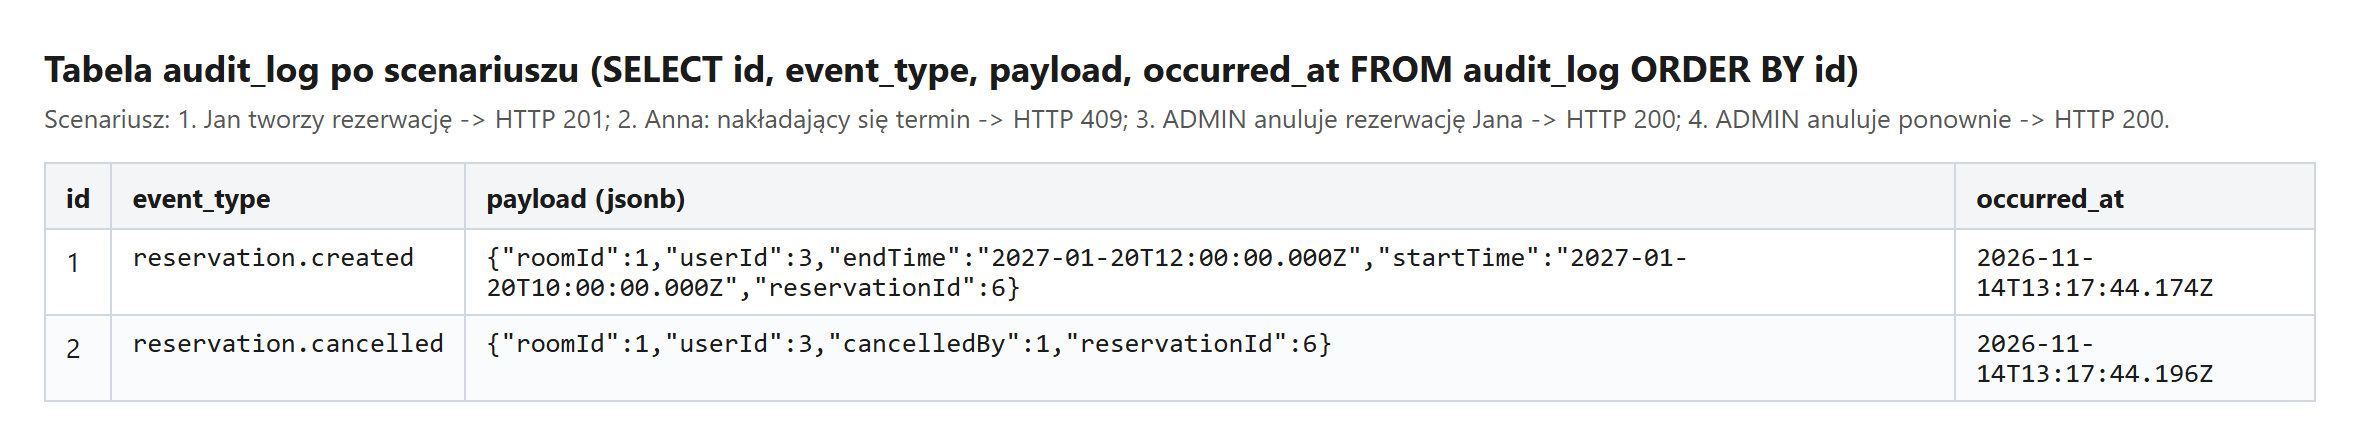 Tabela audit_log po scenariuszu (SELECT id, event_type, payload, occurred_at FROM audit_log ORDER BY id)
Scenariusz: 1. Jan tworzy rezerwację -> HTTP 201; 2. Anna: nakładający się termin -> HTTP 409; 3. ADMIN anuluje rezerwację Jana -> HTTP 200; 4. ADMIN anuluje ponownie -> HTTP 200.
id event_type payload (jsonb) occurred_at
1 reservation.created {"roomId":1,"userId":3,"endTime":"2027-01-20T12:00:00.000Z","startTime":"2027-01- 2026-11-
20T10:00:00.000Z","reservationId":6} 14T13:17:44.174Z
2 reservation.cancelled {"roomId":1,"userId":3,"cancelledBy":1,"reservationId":6} 2026-11-
14T13:17:44.196Z